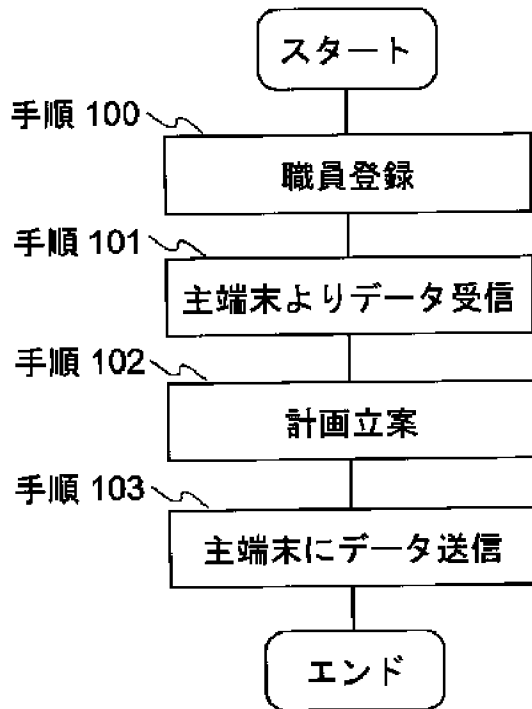 スタート
手順 100
職員登録
手順 101
主端末よりデータ受信
手順 102
計画立案
手順 103
主端末にデータ送信
エンド